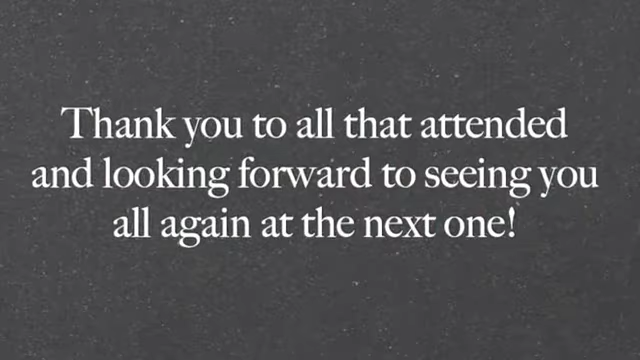 Thank you to all that attended
and looking forward to seeing you
all again at the next one!